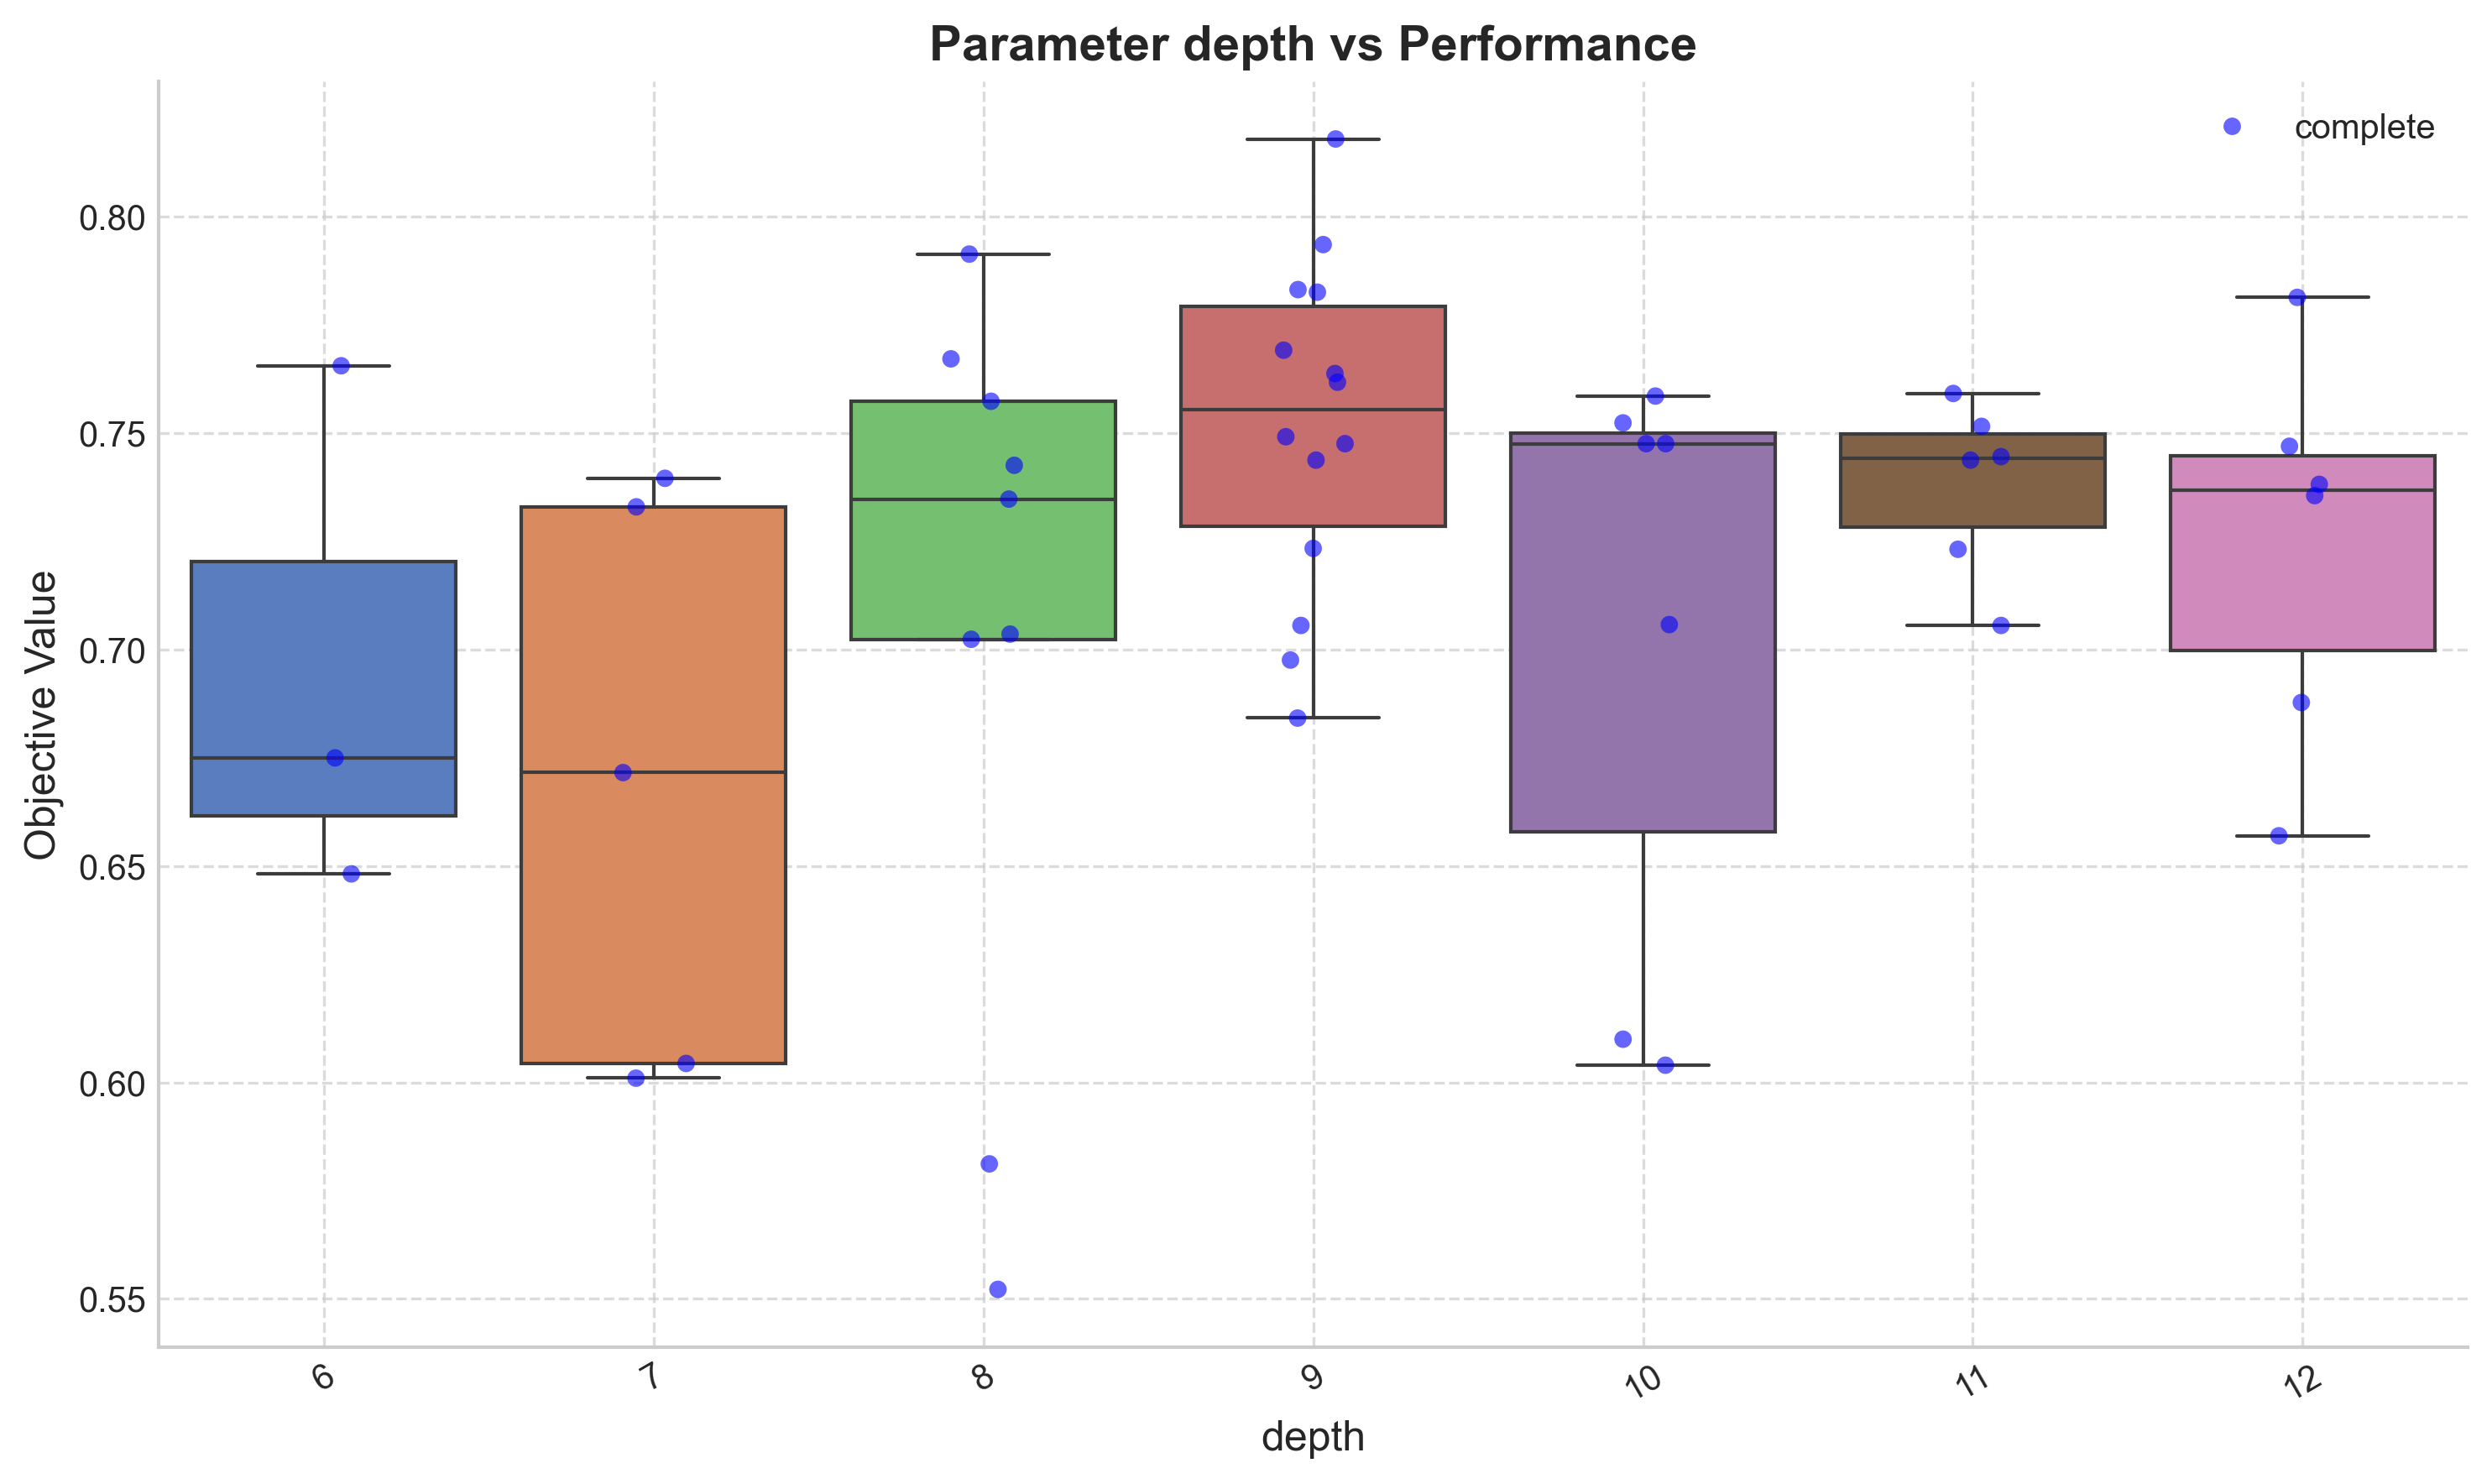 Parameter depth vs Performance
complete
Objective Value
0.80
0.75
0.70
0.65
0.60
0.55
6 7 8 9 10 11 12
depth